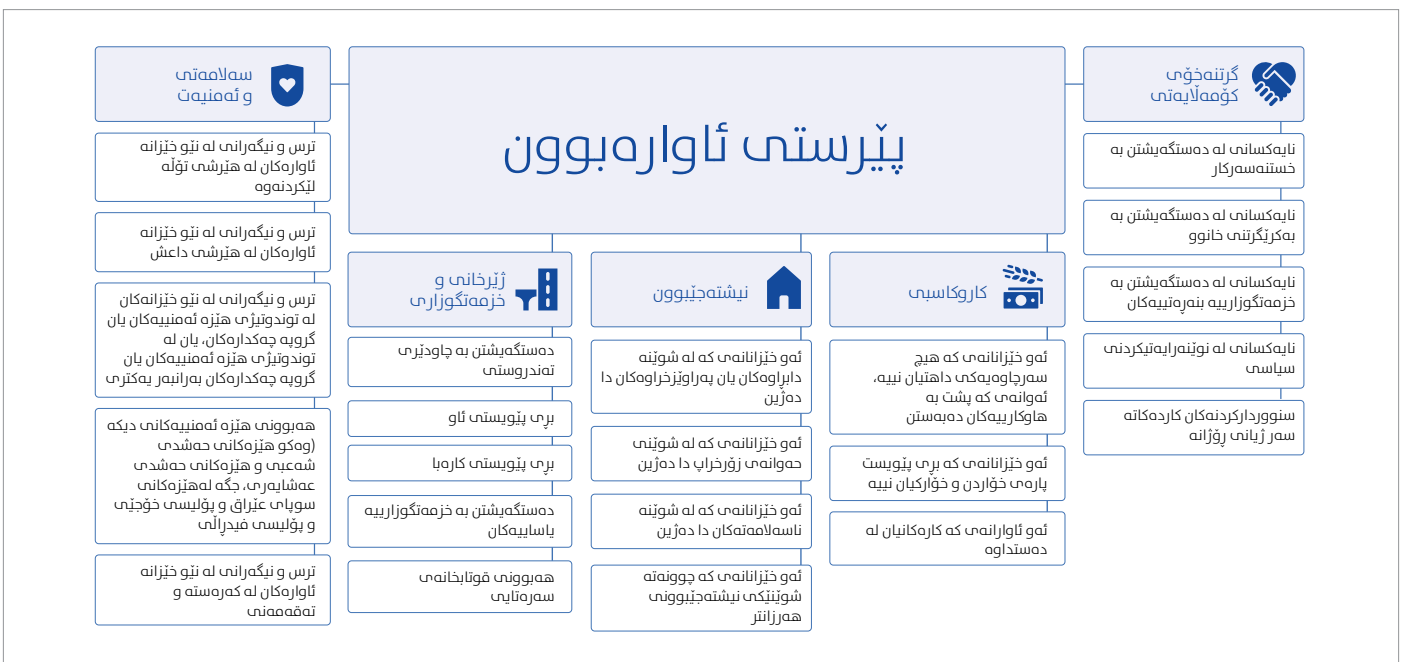 پێرستی ئاوارەبوون
گرتنەخۆی
کۆمەڵایەتی
نایەکسانی لە دەستگەیشتن بە
خستنەسەرکار
نایەکسانی لە دەستگەیشتن بە
بەکرێگرتنی خانوو
نایەکسانی لە دەستگەیشتن بە
خزمەتگوزارییە بنەڕەتییەکان
نایەکسانی لە نوێنەرایەتیکردنی
سیاسی
سنووردارکردنەکان کاردەکاتە
سەر ژیانی ڕۆژانە
کاروکاسبی
ئەو خێزانانەی کە هیچ
سەرچاوەیەکی داهتیان نییە،
ئەوانەی کە پشت بە
هاوکارییەکان دەبەستن
ئەو خێزانانەی کە بڕی پێویست
پارەی خۆاردن و خۆارکیان نییە
ئەو ئاوارانەی کە کارەکانیان لە
دەستداوە
نیشتەجێبوون
ئەو خێزانانەی کە لە شوێنە
دابڕاوەکان یان پەراوێزخراوەکان دا
دەژین
ئەو خێزانانەی کە لە شوێنی
حەوانەی زۆرخراپ دا دەژین
ئەو خێزانانەی کە لە شوێنە
ناسەلامەتەکان دا دەژین
ئەو خێزانانەی کە چوونەتە
شوێنێکی نیشتەجێبوونی
هەرزانتر
ژێرخانی و
خزمەتگوزاری
دەستگەیشتن بە چاودێری
تەندروستی
بڕی پێویستی ئاو
بڕی پێویستی کارەبا
دەستگەیشتن بە خزمەتگوزارییە
یاساییەکان
هەبوونی قوتابخانەی
سەرەتایی
سەلامەتی
و ئەمنیەت
ترس و نیگەرانی لە نێو خێزانە
ئاوارەکان لە هێرشی تۆڵە
لێکردنەوە
ترس و نیگەرانی لە نێو خێزانە
ئاوارەکان لە هێرشی داعش
ترس و نیگەرانی لە نێو خێزانەکان
لە توندوتیژی هێزە ئەمنییەکان یان
گروپە چەکدارەکان، یان لە
توندوتیژی هێزە ئەمنییەکان یان
گروپە چەکدارەکان بەرانبەر یەکتری
هەبوونی هێزە ئەمنییەکانی دیکە
(وەکو هێزەکانی حەشدی
شەعبی و هێزەکانی حەشدی
عەشایەری، جگە لەهێزەکانی
سوپای عێراق و پۆلیسی خۆجێی
و پۆلیسی فیدڕاڵی
ترس و نیگەرانی لە نێو خێزانە
ئاوارەکان لە کەرەستە و
تەقەمەنی